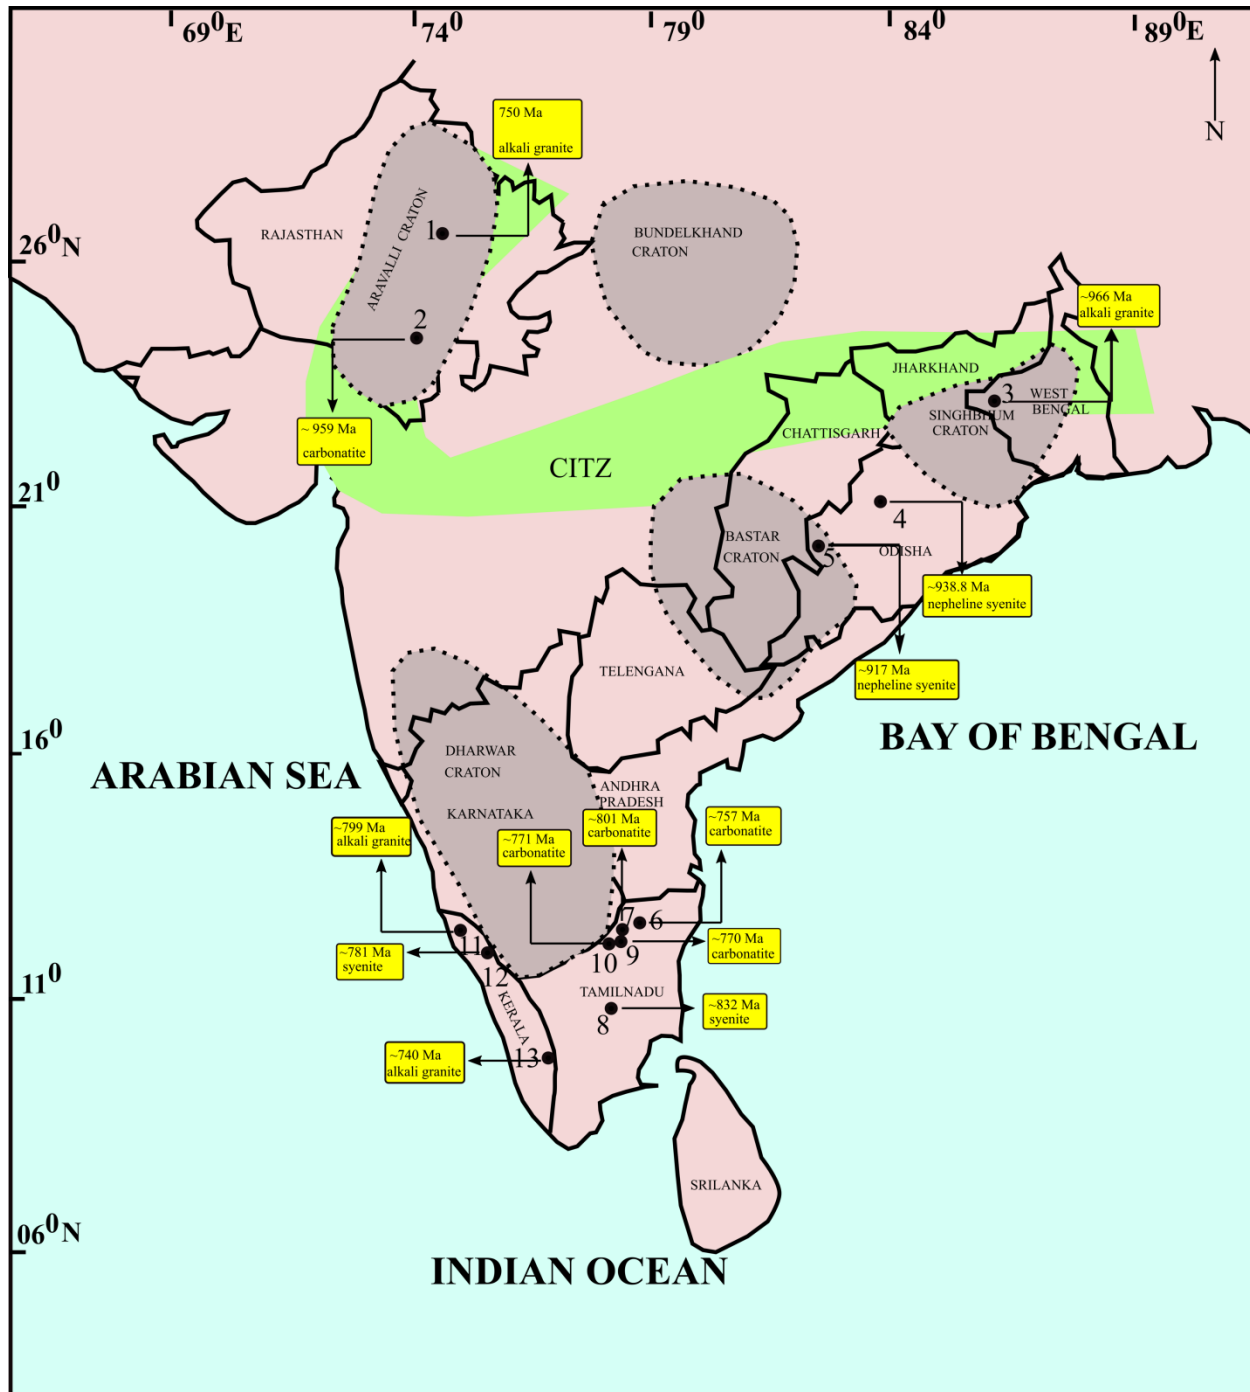 69⁰E
74⁰
79⁰
84⁰
89⁰E
N
750 Ma
alkali granite
RAJASTHAN
ARAVALLI CRATON
1
BUNDELKHAND
CRATON
26⁰N
2
~966 Ma
alkali granite
JHARKHAND
3
WEST
BENGAL
SINGHBHUM
CRATON
CHATTISGARH
~ 959 Ma
carbonatite
CITZ
21⁰
4
BASTAR
CRATON
5
ODISHA
~938.8 Ma
nepheline syenite
~917 Ma
nepheline syenite
TELENGANA
16⁰
BAY OF BENGAL
DHARWAR
CRATON
ARABIAN SEA
ANDHRA
PRADESH
KARNATAKA
~799 Ma
alkali granite
~771 Ma
carbonatite
~801 Ma
carbonatite
~757 Ma
carbonatite
7
6
11
10
9
~770 Ma
carbonatite
~781 Ma
syenite
12
11⁰
KERALA
TAMILNADU
8
~832 Ma
syenite
13
~740 Ma
alkali granite
SRILANKA
06⁰N
INDIAN OCEAN